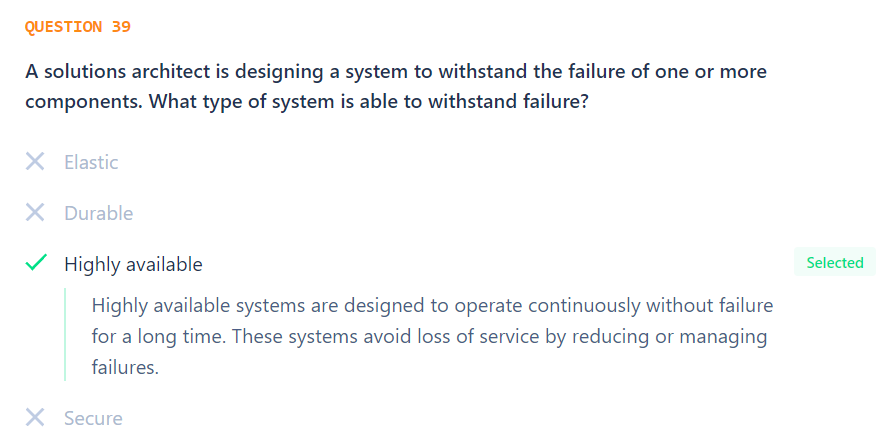 QUESTION 39
A solutions architect is designing a system to withstand the failure of one or more
components. What type of system is able to withstand failure?
Elastic
Durable
Highly available
Selected
Highly available systems are designed to operate continuously without failure
for a long time. These systems avoid loss of service by reducing or managing
failures.
Secure